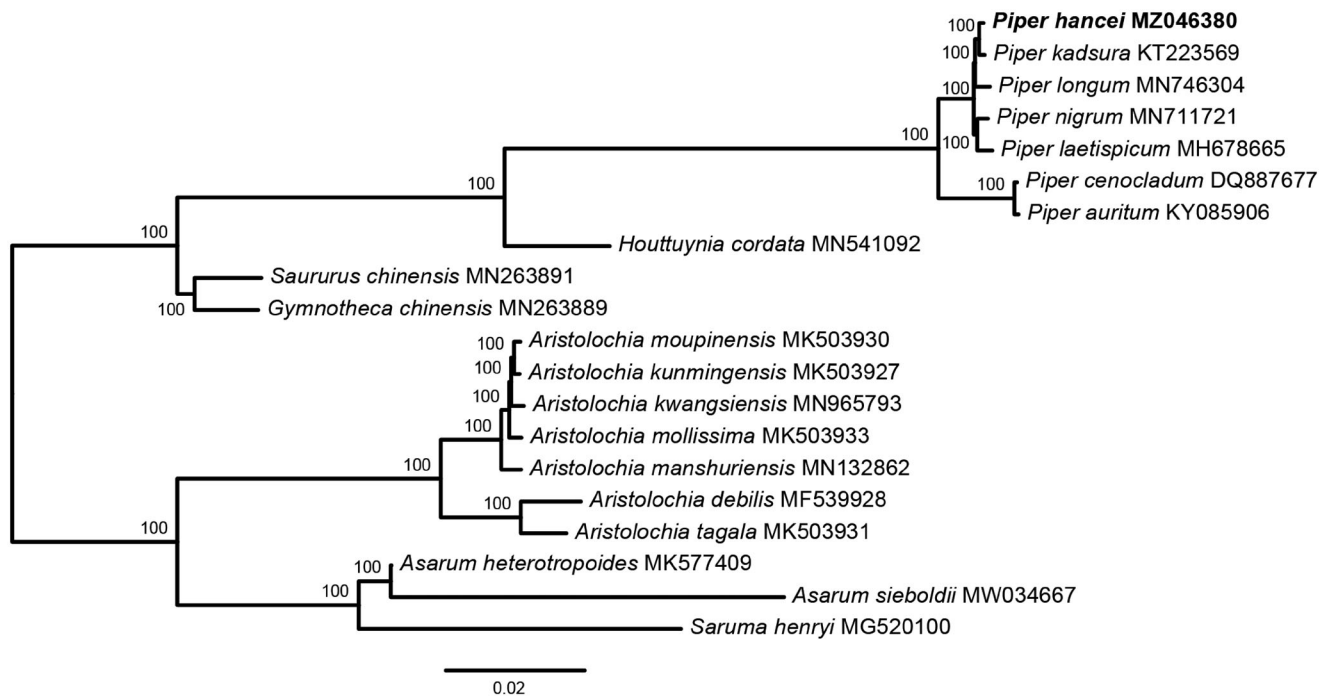 100
Piper hancei MZ046380
100
Piper kadsura KT223569
100
Piper longum MN746304
Piper nigrum MN711721
100
100
Piper laetispicum MH678665
100
Piper cenocladum DQ887677
100
Piper auritum KY085906
100
Houttuynia cordata MN541092
Saururus chinensis MN263891
100
Gymnotheca chinensis MN263889
100
Aristolochia moupinensis MK503930
100
Aristolochia kunmingensis MK503927
100
Aristolochia kwangsiensis MN965793
100
Aristolochia mollissima MK503933
100
Aristolochia manshuriensis MN132862
100
Aristolochia debilis MF539928
100
Aristolochia tagala MK503931
100
Asarum heterotropoides MK577409
100
Asarum sieboldii MW034667
Saruma henryi MG520100
0.02